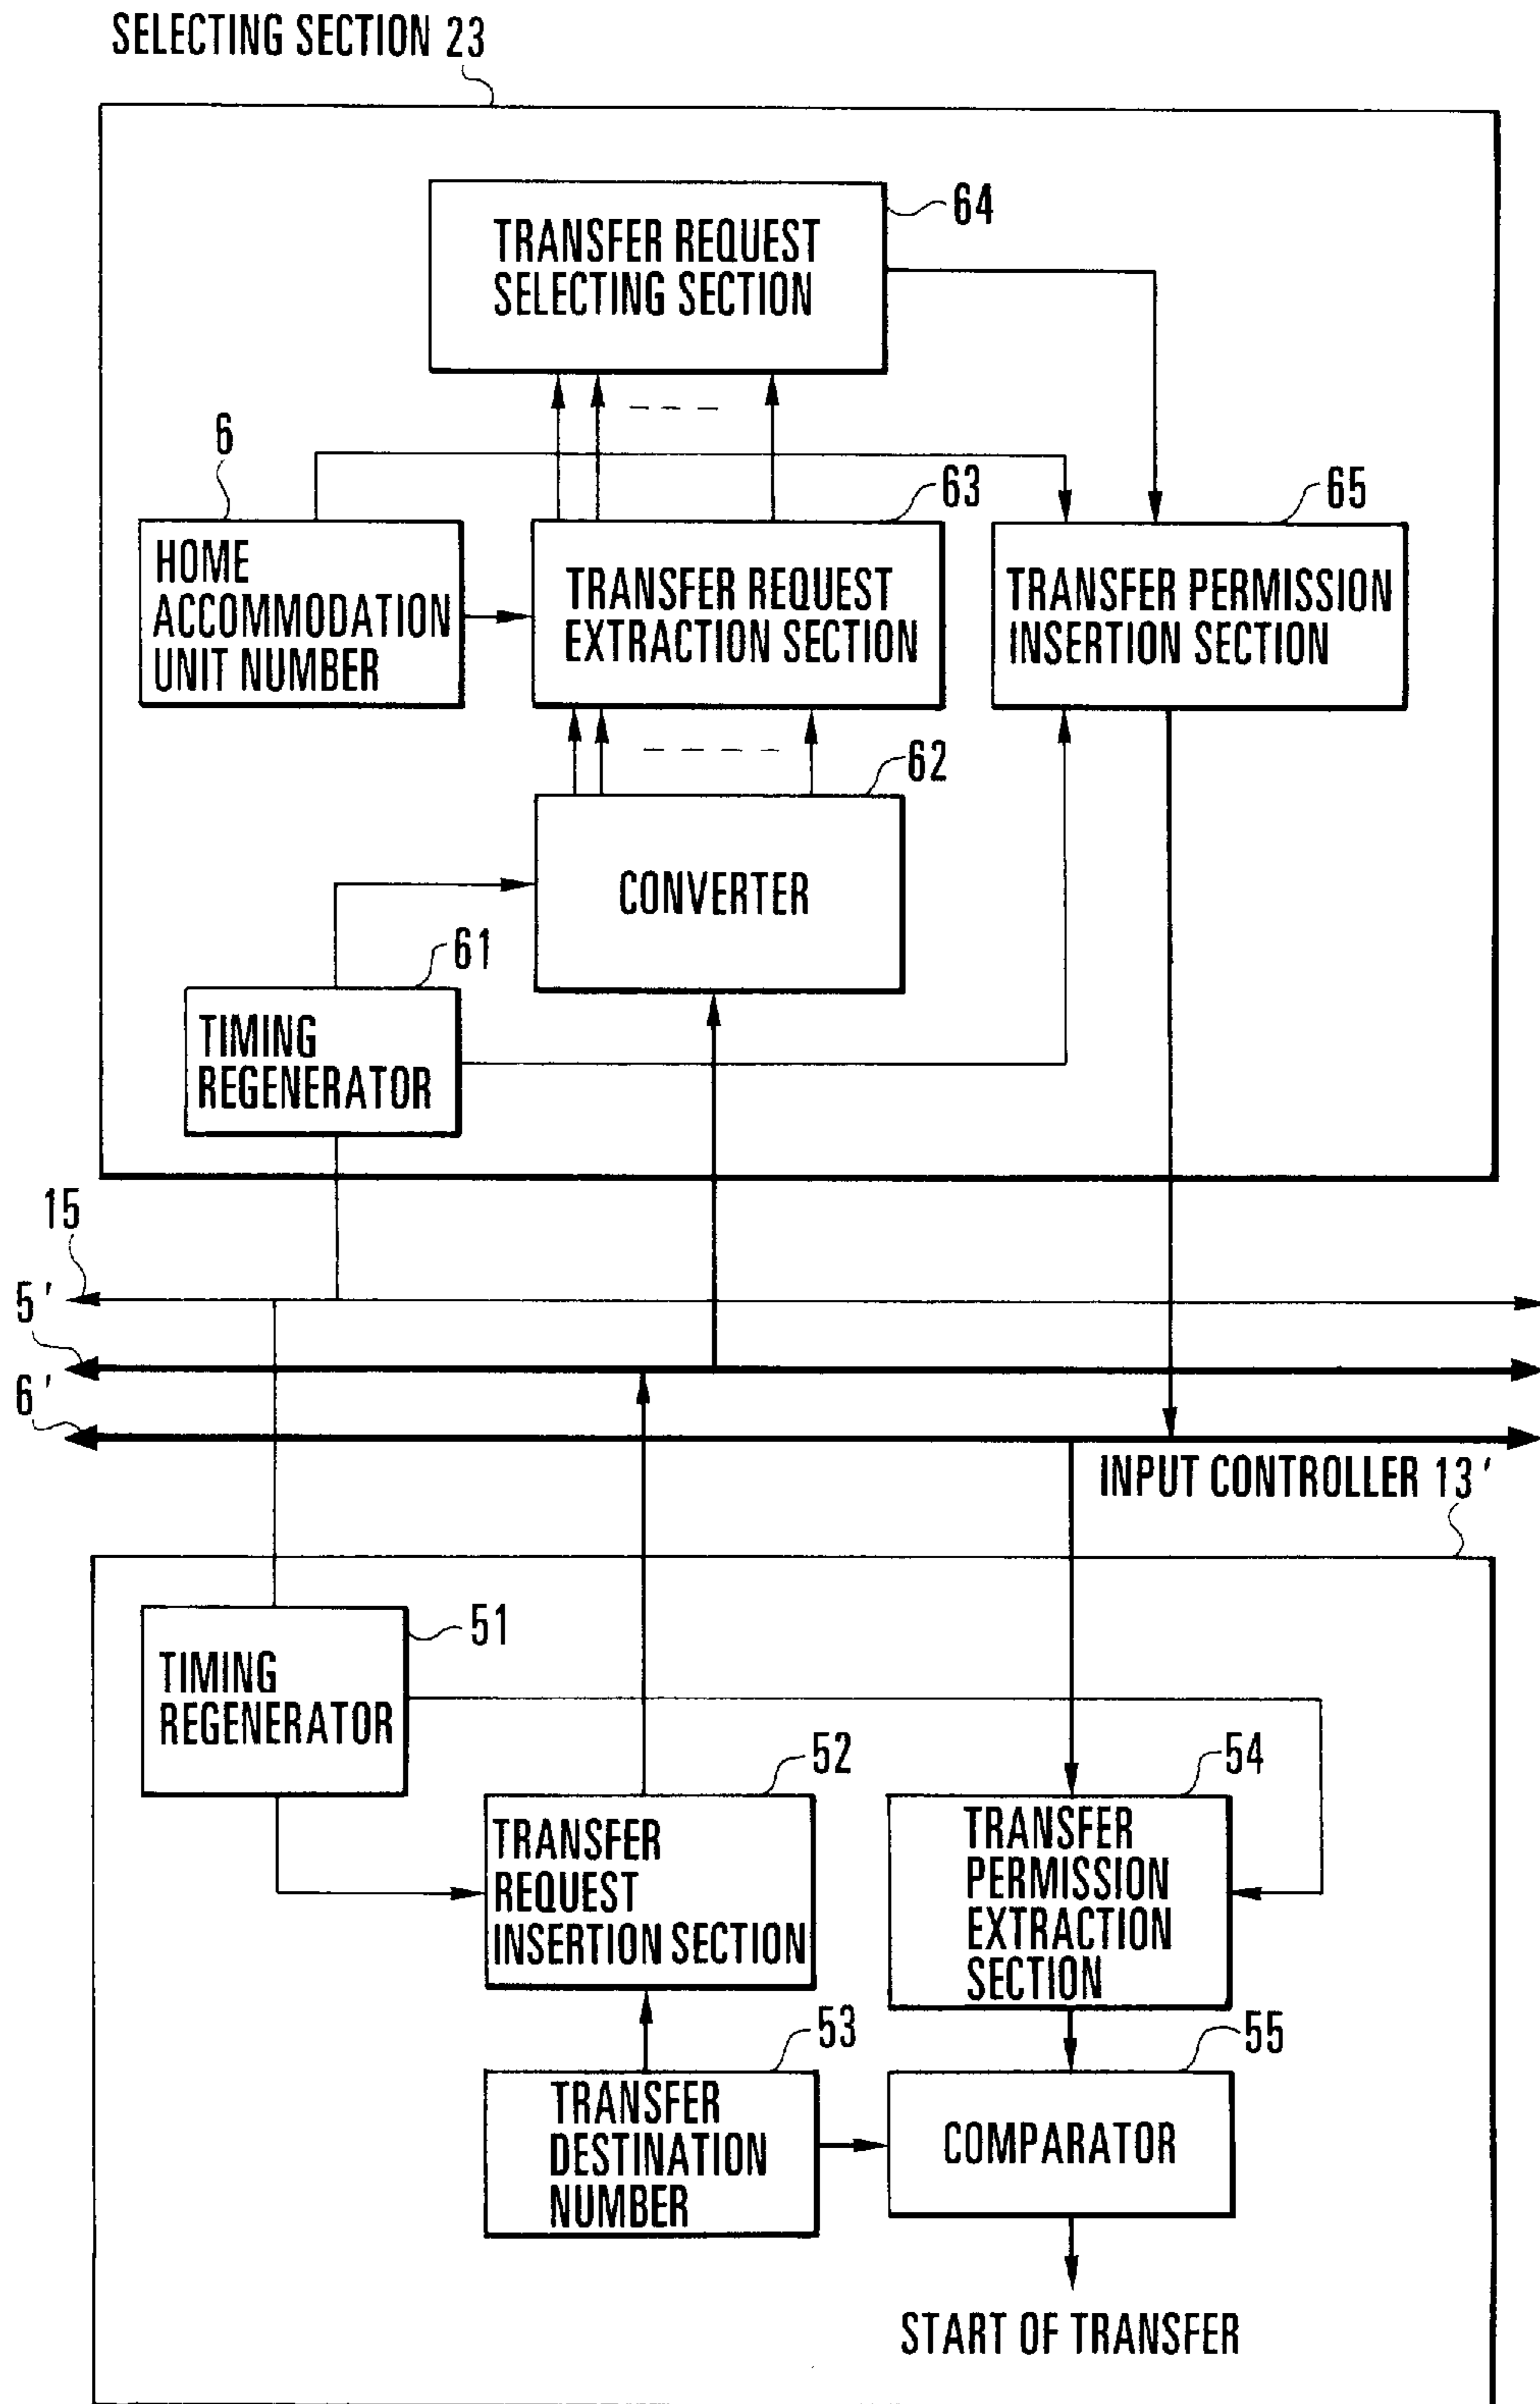 SELECTING SECTION 23
64
TRANSFER REQUEST
SELECTING SECTION
6
63
65
HOME
ACCOMMODATION
UNIT NUMBER
TRANSFER REQUEST
EXTRACTION SECTION
TRANSFER PERMISSION
INSERTION SECTION
62
CONVERTER
61
TIMING
REGENERATOR
15
5'
6'
INPUT CONTROLLER 13'
51
TIMING
REGENERATOR
52
54
TRANSFER
REQUEST
INSERTION SECTION
TRANSFER
PERMISSION
EXTRACTION
SECTION
53
55
TRANSFER
DESTINATION
NUMBER
COMPARATOR
START OF TRANSFER